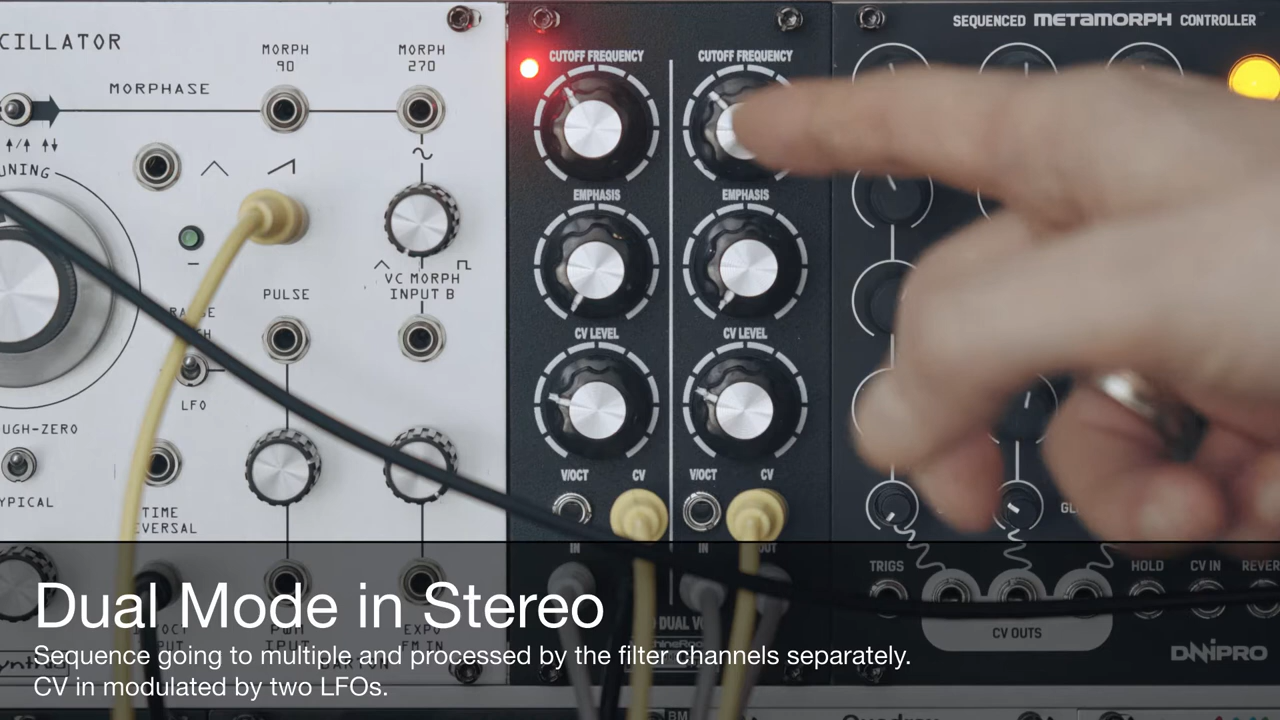 CILLATOR
MORPH
90
MORPH
270
MORPHASE
UNING
PULSE
VC MORPH
INPUT B
LFO
UGH-ZERO
YPICAL
TIME
VERSAL
CUTOFF FREQUENCY
CUTOFF FREQUENCY
EMPHASIS
EMPHASIS
CV LEVEL
CV LEVEL
V/OCT
CV
V/OCT
CV
IN
IN
OUT
DUAL
SEQUENCED METAMORPH CONTROLLER
TRIGS
HOLD
CV IN
REVER
CV OUTS
DNIPRO
Dual Mode in Stereo
Sequence going to multiple and processed by the filter channels separately.
CV in modulated by two LFOs.
BM